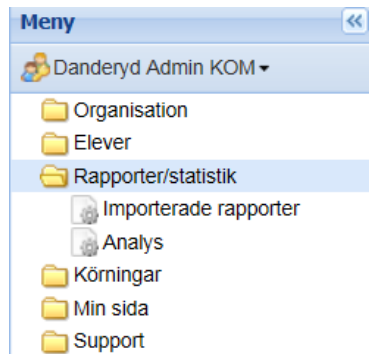 Meny
Danderyd Admin KOM
Organisation
Elever
Rapporter/statistik
Importerade rapporter
Analys
Körningar
Min sida
Support